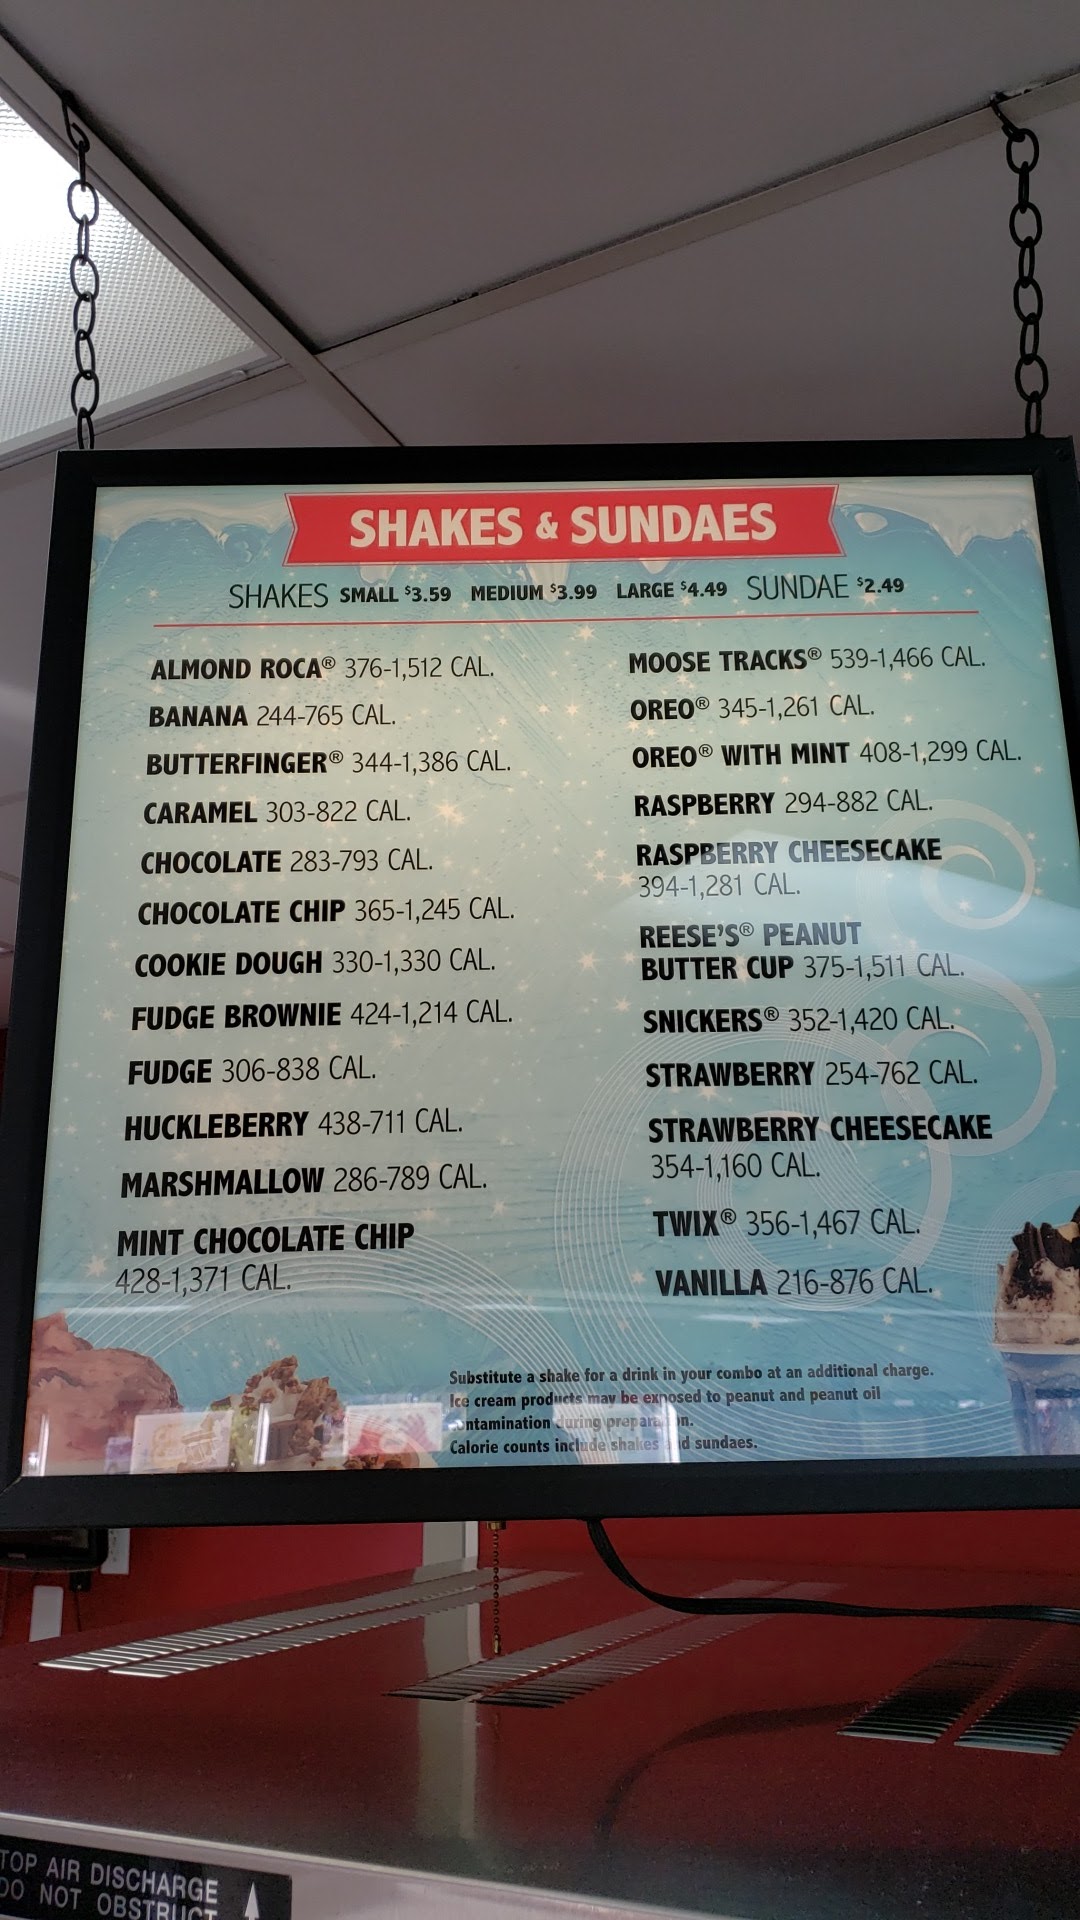 SHAKES & SUNDAES
SHAKES SMALL $3.59 MEDIUM $3.99 LARGE $4.49 SUNDAE $2.49
ALMOND ROCA® 376-1,512 CAL.
BANANA 244-765 CAL.
BUTTERFINGER® 344-1,386 CAL.
CARAMEL 303-822 CAL.
CHOCOLATE 283-793 CAL.
CHOCOLATE CHIP 365-1,245 CAL.
COOKIE DOUGH 330-1,330 CAL.
FUDGE BROWNIE 424-1,214 CAL.
FUDGE 306-838 CAL.
HUCKLEBERRY 438-711 CAL.
MARSHMALLOW 286-789 CAL.
MINT CHOCOLATE CHIP
428-1,371 CAL.
MOOSE TRACKS® 539-1,466 CAL.
OREO® 345-1,261 CAL.
OREO® WITH MINT 408-1,299 CAL.
RASPBERRY 294-882 CAL.
RASPBERRY CHEESECAKE
394-1,281 CAL.
REESE'S® PEANUT
BUTTER CUP 375-1,511 CAL.
SNICKERS® 352-1,420 CAL.
STRAWBERRY 254-762 CAL.
STRAWBERRY CHEESECAKE
354-1,160 CAL.
TWIX® 356-1,467 CAL.
VANILLA 216-876 CAL.
Substitute a shake for a drink in your combo at an additional charge.
Ice cream products may be exposed to peanut and peanut oil
contamination during preparation.
Calorie counts include shakes and sundaes.
TOP AIR DISCHARGE
DO NOT OBSTRUCT